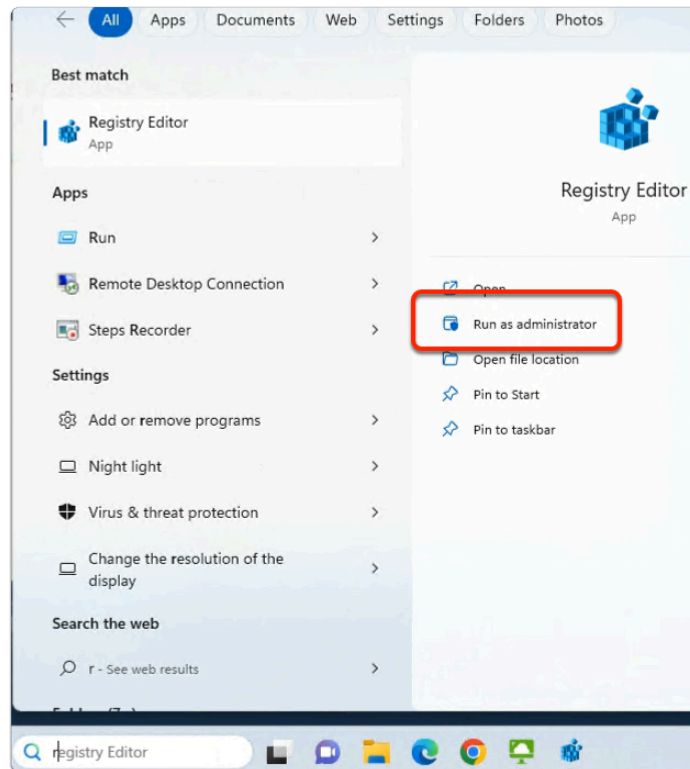 All Apps Documents Web Settings Folders Photos
Best match
Registry Editor
App
Apps
Run
Remote Desktop Connection
Steps Recorder
Settings
Add or remove programs
Night light
Virus & threat protection
Change the resolution of the
display
Search the web
r - See web results
Registry Editor
App
Open
Run as administrator
Open file location
Pin to Start
Pin to taskbar
registry Editor